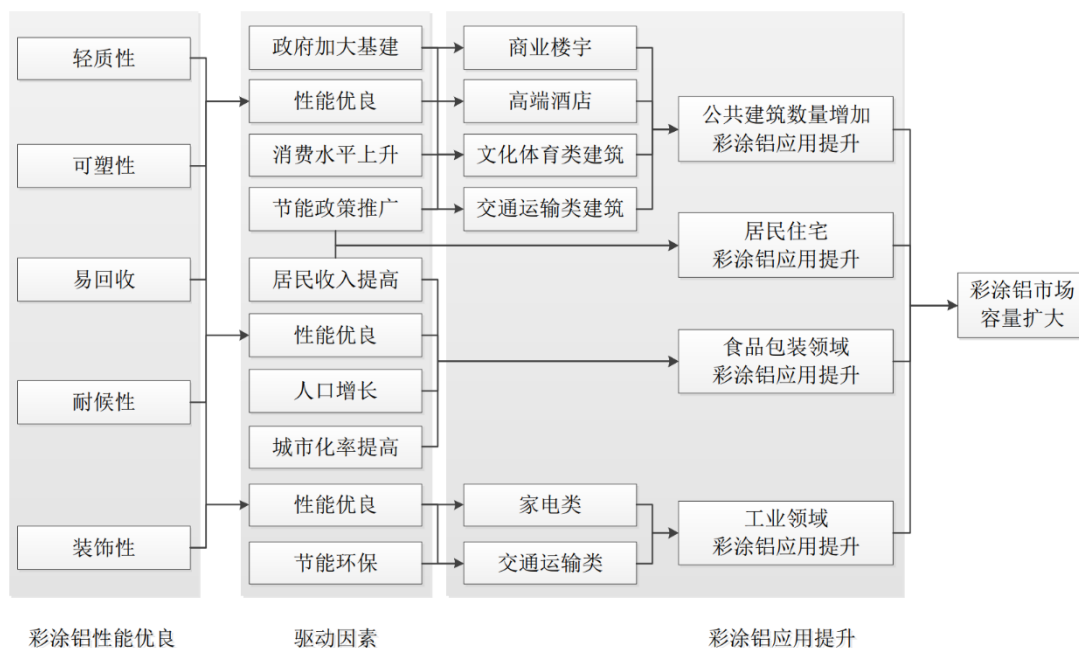 轻质性
可塑性
易回收
耐候性
装饰性
彩涂铝性能优良
政府加大基建
性能优良
消费水平上升
节能政策推广
居民收入提高
性能优良
人口增长
城市化率提高
性能优良
节能环保
驱动因素
商业楼宇
高端酒店
文化体育类建筑
交通运输类建筑
家电类
交通运输类
公共建筑数量增加
彩涂铝应用提升
居民住宅
彩涂铝应用提升
食品包装领域
彩涂铝应用提升
工业领域
彩涂铝应用提升
彩涂铝应用提升
彩涂铝市场
容量扩大